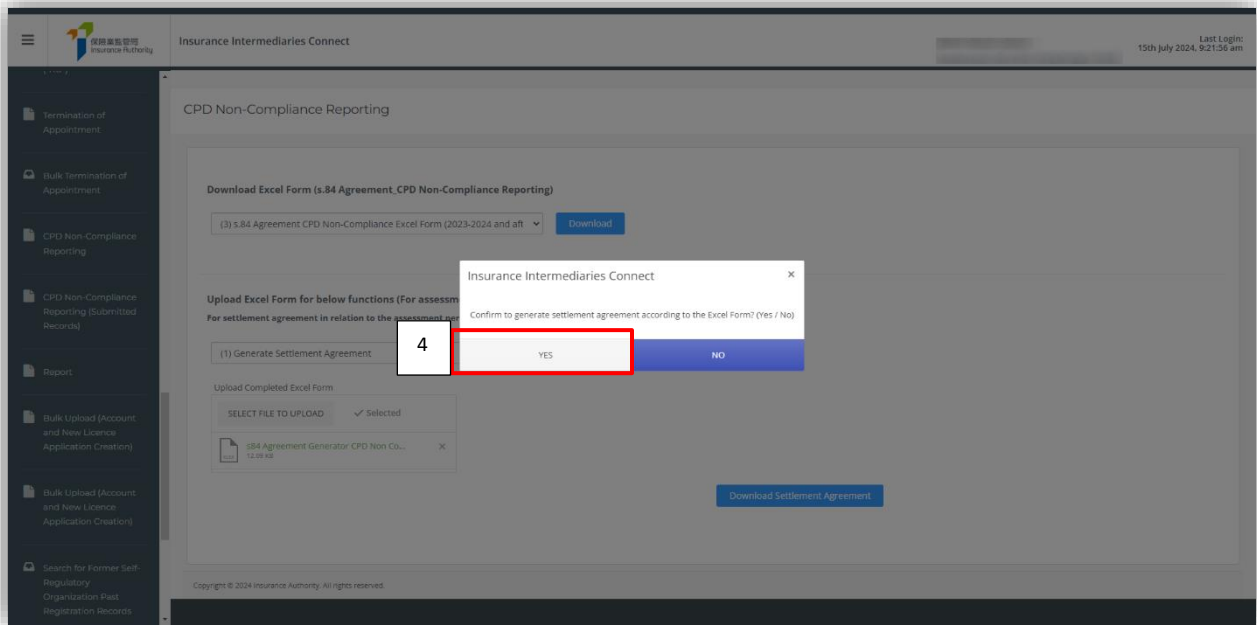 保險業監管局
Insurance Authority
Insurance Intermediaries Connect
Last Login:
15th July 2024, 9:21:56 am
Termination of
Appointment
Bulk Termination of
Appointment
CPD Non-Compliance
Reporting
CPD Non-Compliance
Reporting (Submitted
Records)
Report
Bulk Upload (Account
and New Licence
Application Creation)
Bulk Upload (Account
and New Licence
Application Creation)
Search for Former Self-
Regulatory
Organization Past
Registration Records
CPD Non-Compliance Reporting
Download Excel Form (s.84 Agreement_CPD Non-Compliance Reporting)
(3) s.84 Agreement CPD Non-Compliance Excel Form (2023-2024 and aft
Download
Upload Excel Form for below functions (For assessm
For settlement agreement in relation to the assessment per
(1) Generate Settlement Agreement
Upload Completed Excel Form
SELECT FILE TO UPLOAD
✓ Selected
s84 Agreement Generator CPD Non Co...
×
12.09 KB
Download Settlement Agreement
Insurance Intermediaries Connect
×
Confirm to generate settlement agreement according to the Excel Form? (Yes / No)
4
YES
NO
Copyright © 2024 Insurance Authority. All rights reserved.